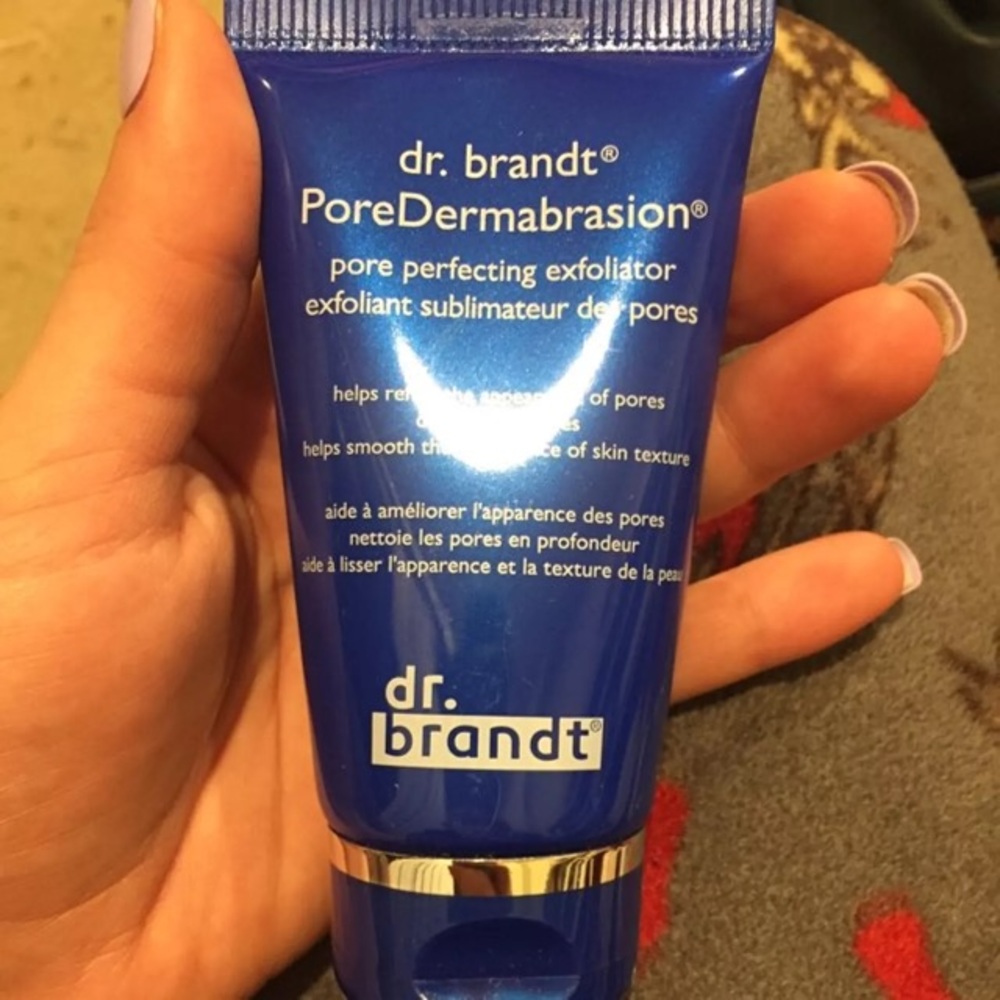 dr. brandt®
PoreDermabrasion®
pore perfecting exfoliator
exfoliant sublimateur des pores
helps of pores
helps smooth of skin texture
aide à améliorer l'apparence des pores
nettoie les pores en profondeur
aide à lisser l'apparence et la texture de la peau
dr.
brandt®